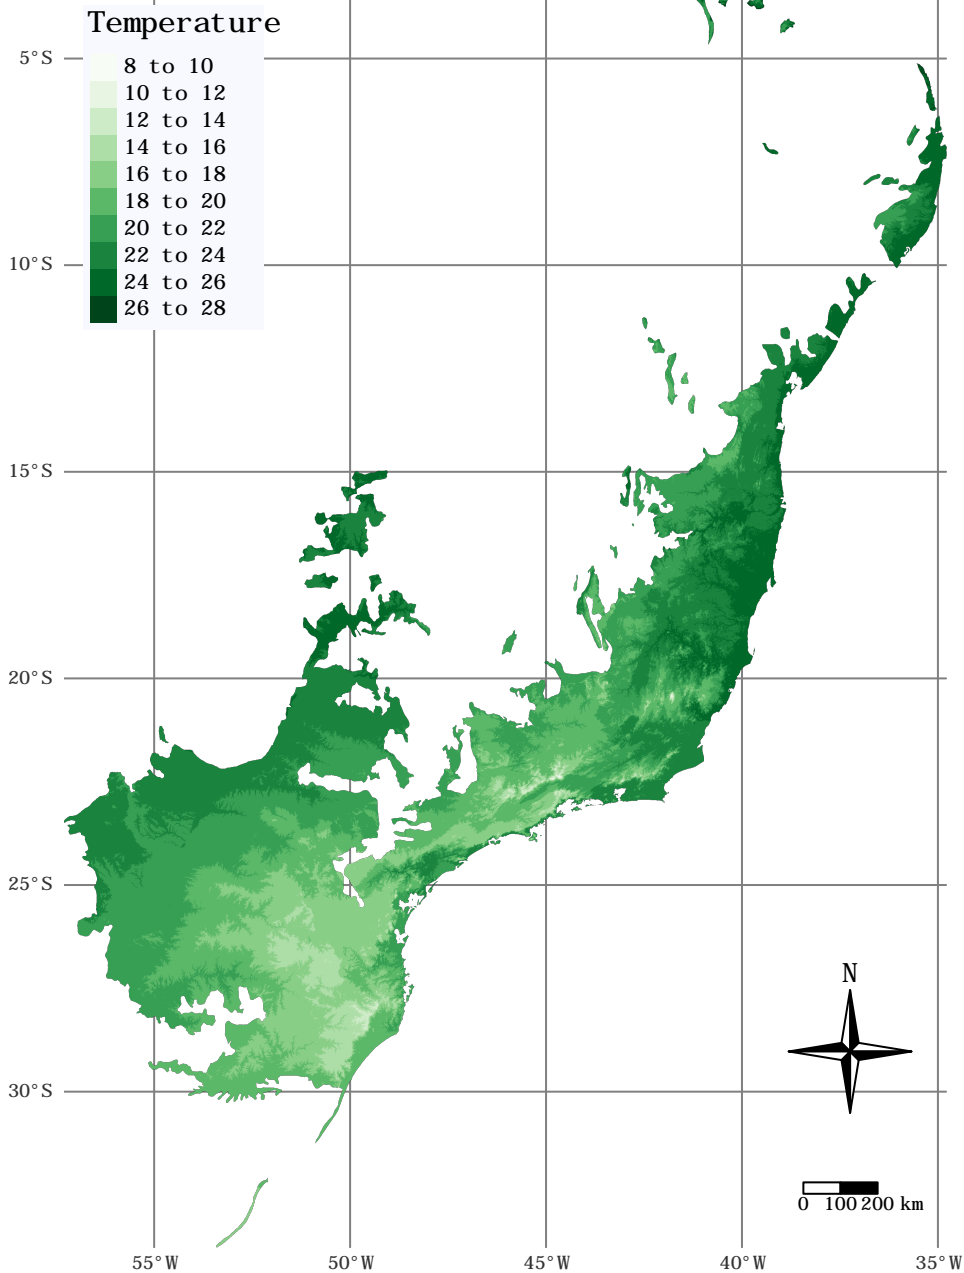 Temperature
8 to 10
10 to 12
12 to 14
14 to 16
16 to 18
18 to 20
20 to 22
22 to 24
24 to 26
26 to 28
5°S
10°S
15°S
20°S
25°S
30°S
N
0 100 200 km
55°W 50°W 45°W 40°W 35°W